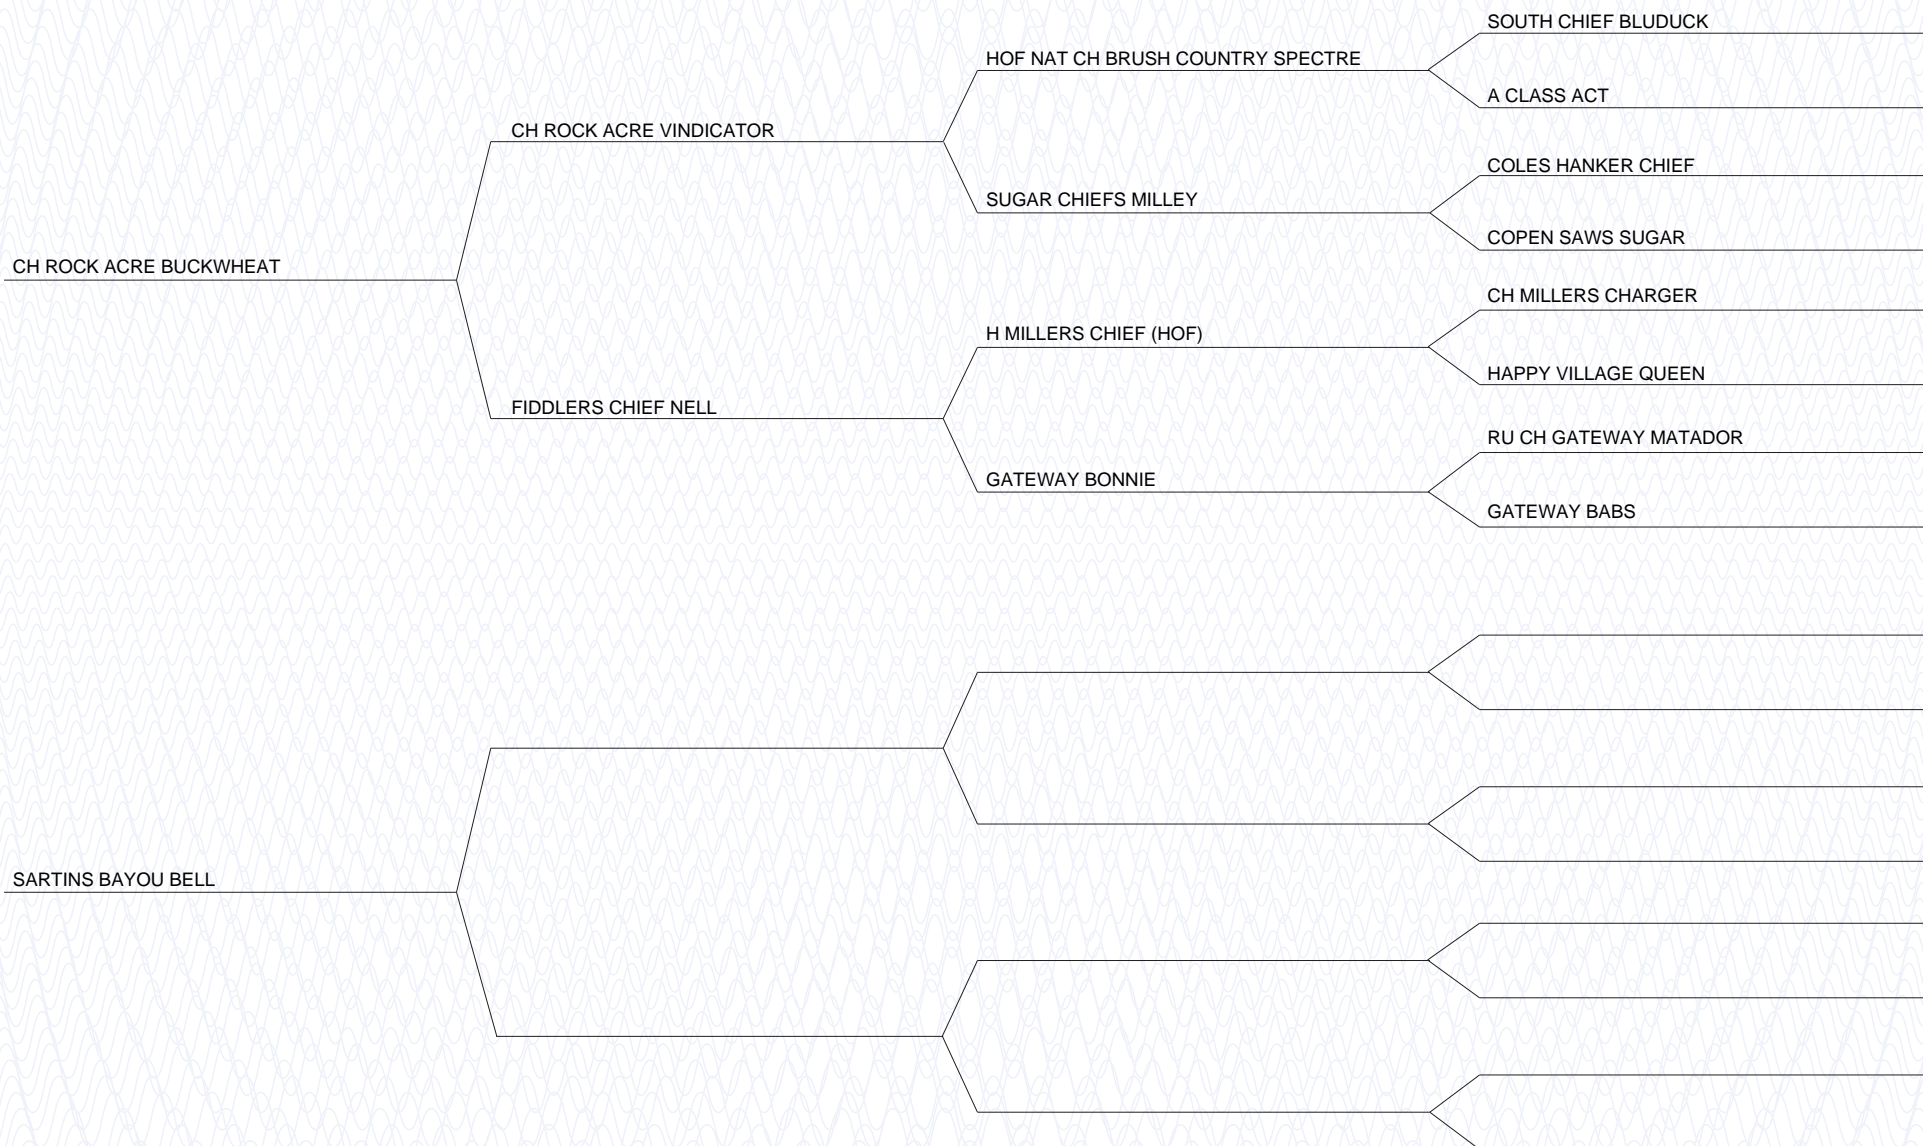 SOUTH CHIEF BLUDUCK
HOF NAT CH BRUSH COUNTRY SPECTRE
A CLASS ACT
CH ROCK ACRE VINDICATOR
COLES HANKER CHIEF
SUGAR CHIEFS MILLEY
COPEN SAWS SUGAR
CH ROCK ACRE BUCKWHEAT
CH MILLERS CHARGER
H MILLERS CHIEF (HOF)
HAPPY VILLAGE QUEEN
FIDDLERS CHIEF NELL
RU CH GATEWAY MATADOR
GATEWAY BONNIE
GATEWAY BABS
SARTINS BAYOU BELL